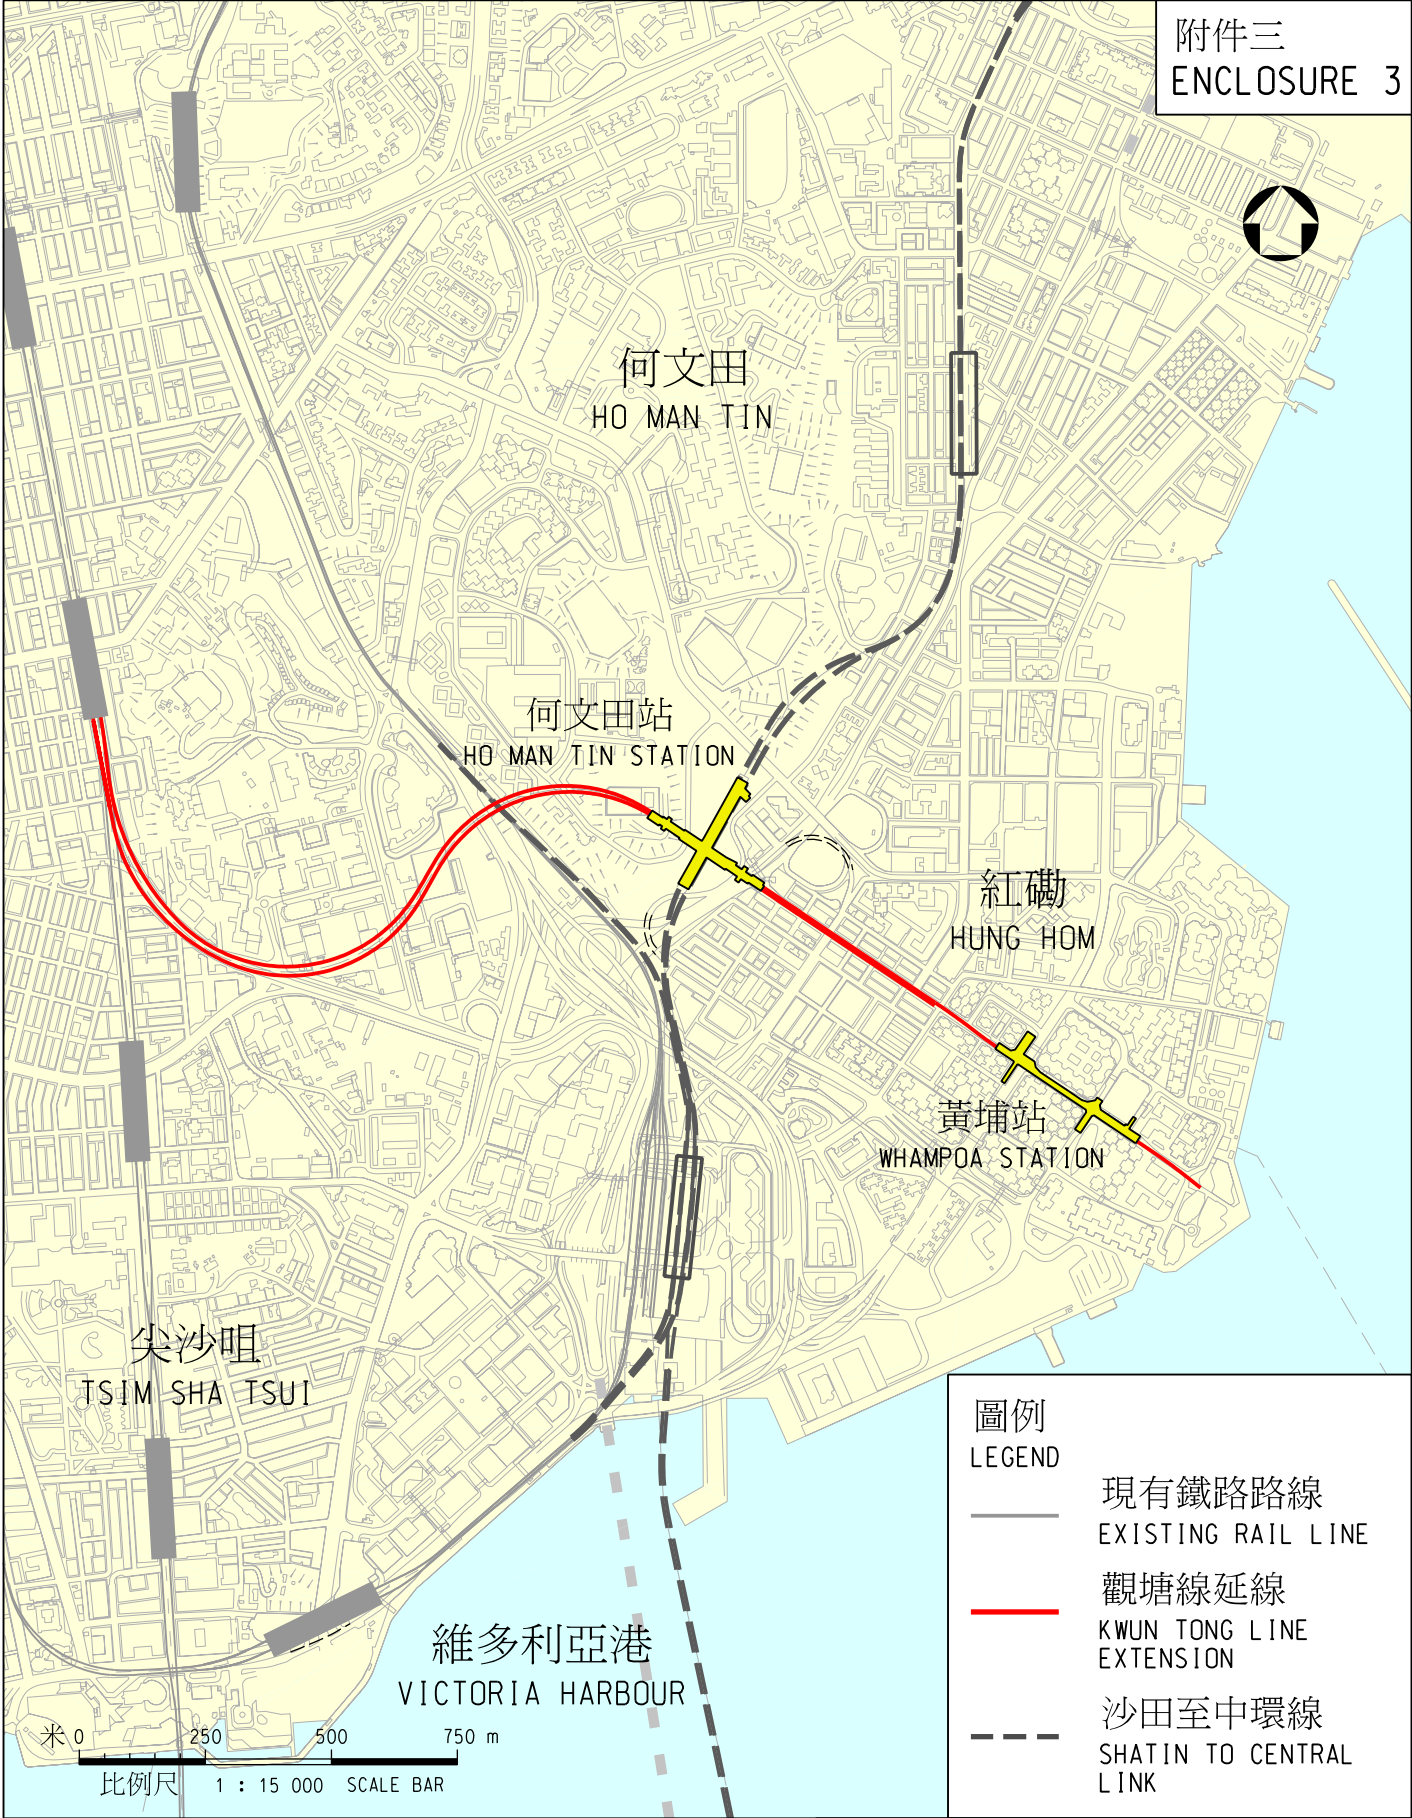 附件三
ENCLOSURE 3
何文田
HO MAN TIN
何文田站
HO MAN TIN STATION
紅磡
HUNG HOM
黃埔站
WHAMPOA STATION
尖沙咀
TSIM SHA TSUI
維多利亞港
VICTORIA HARBOUR
米 0 250 500 750 m
比例尺 1 : 15 000 SCALE BAR
圖例
LEGEND
現有鐵路路線
EXISTING RAIL LINE
觀塘線延線
KWUN TONG LINE
EXTENSION
沙田至中環線
SHATIN TO CENTRAL
LINK